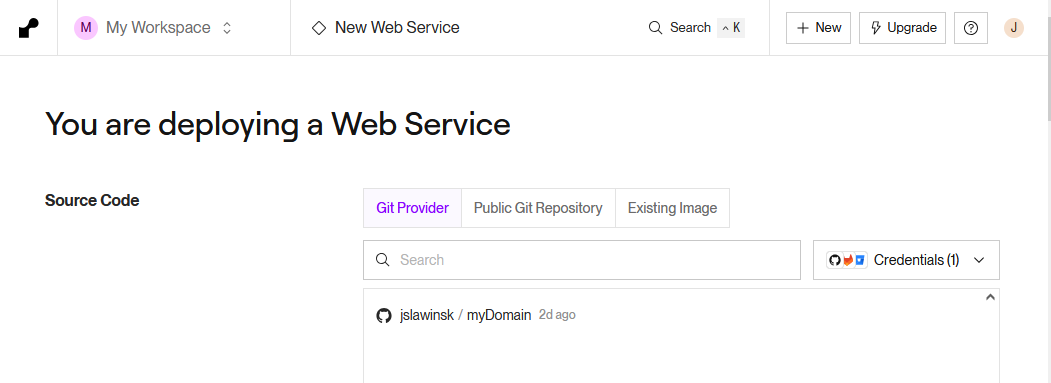 M My Workspace New Web Service Search ^ K + New Upgrade J
You are deploying a Web Service
Source Code Git Provider Public Git Repository Existing Image
Search Credentials (1)
jslawinsk / myDomain 2d ago